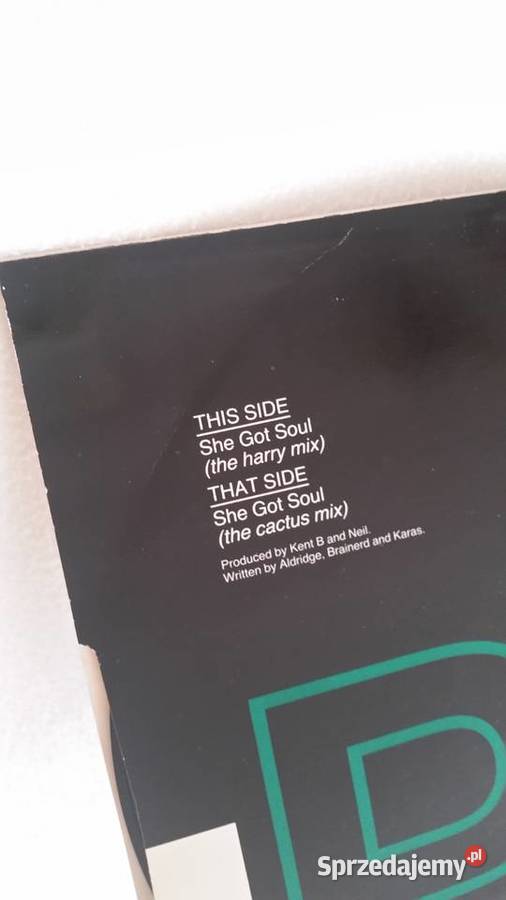 THIS SIDE
She Got Soul
(the harry mix)
THAT SIDE
She Got Soul
(the cactus mix)
Produced by Kent B and Neil.
Written by Aldridge, Brainerd and Karas.
Sprzedajemy.pl